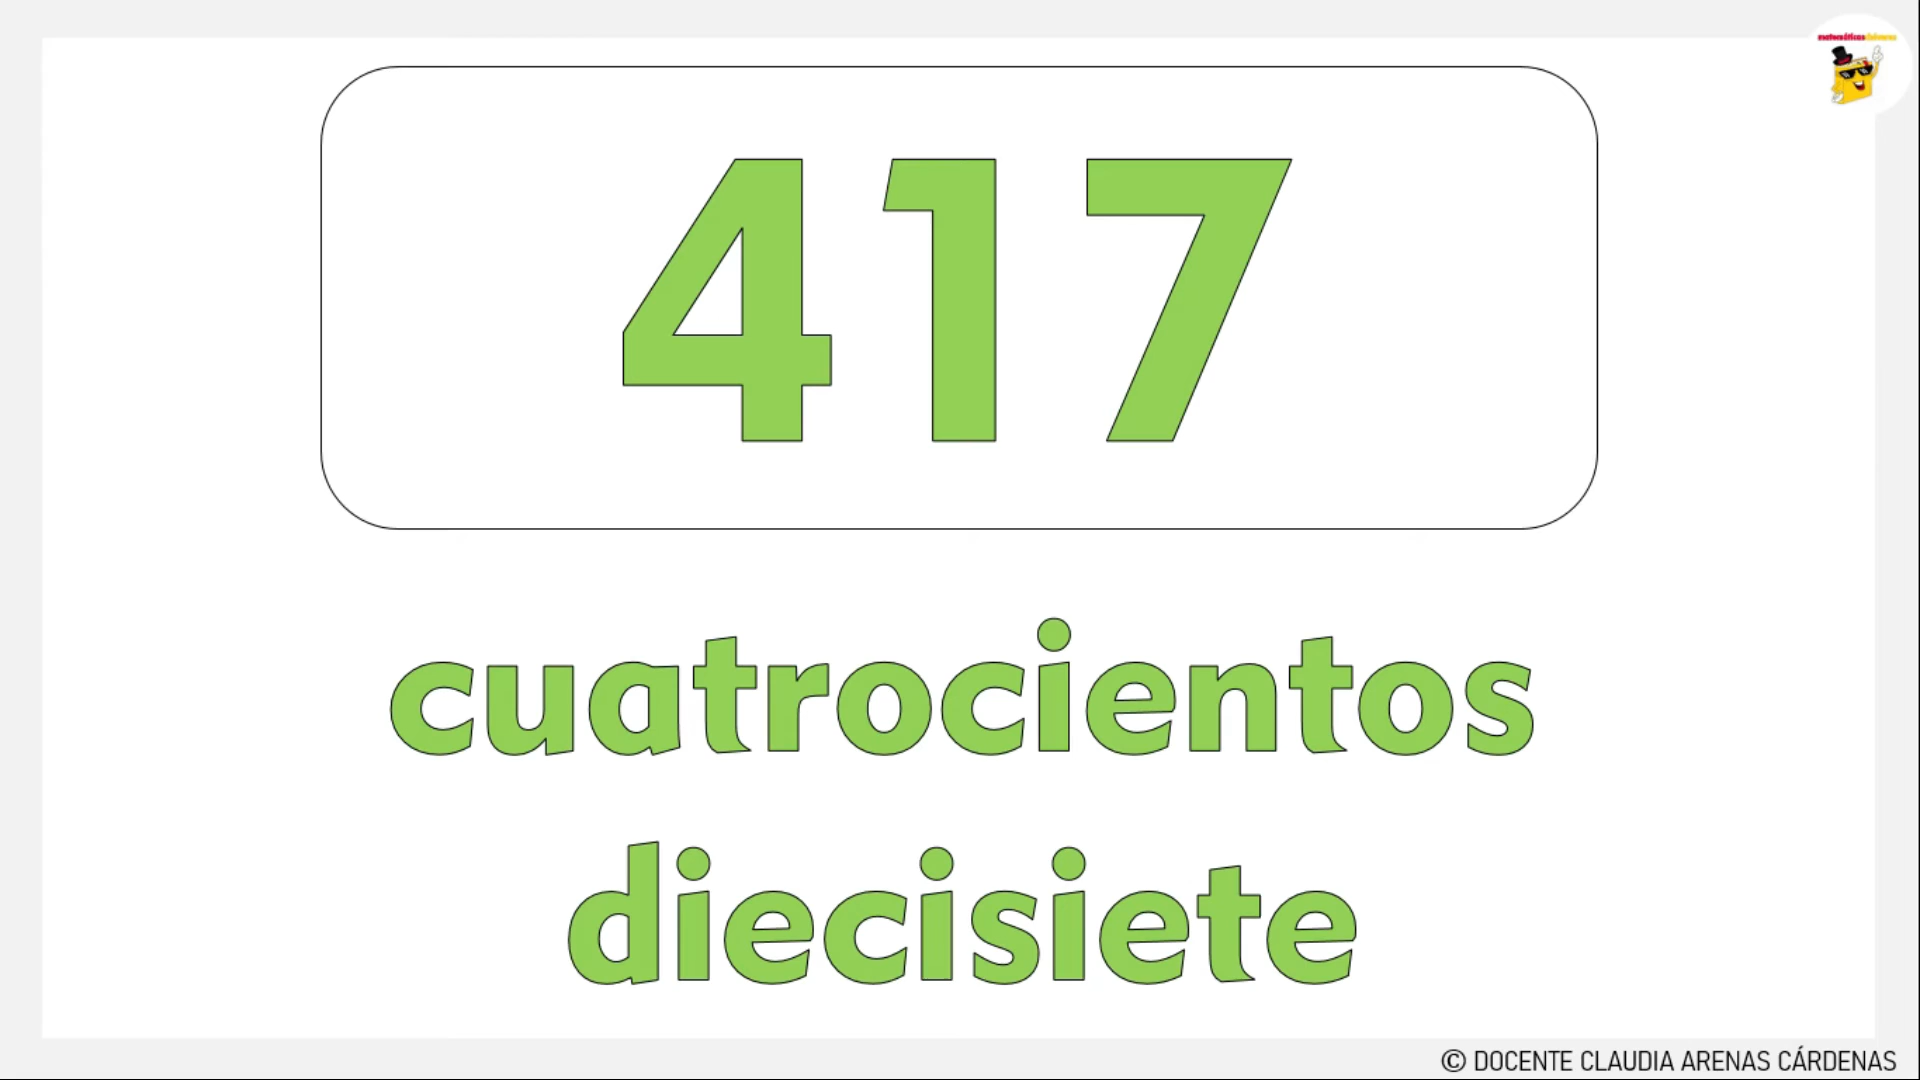 417
cuatrocientos
diecisiete
© DOCENTE CLAUDIA ARENAS CÁRDENAS